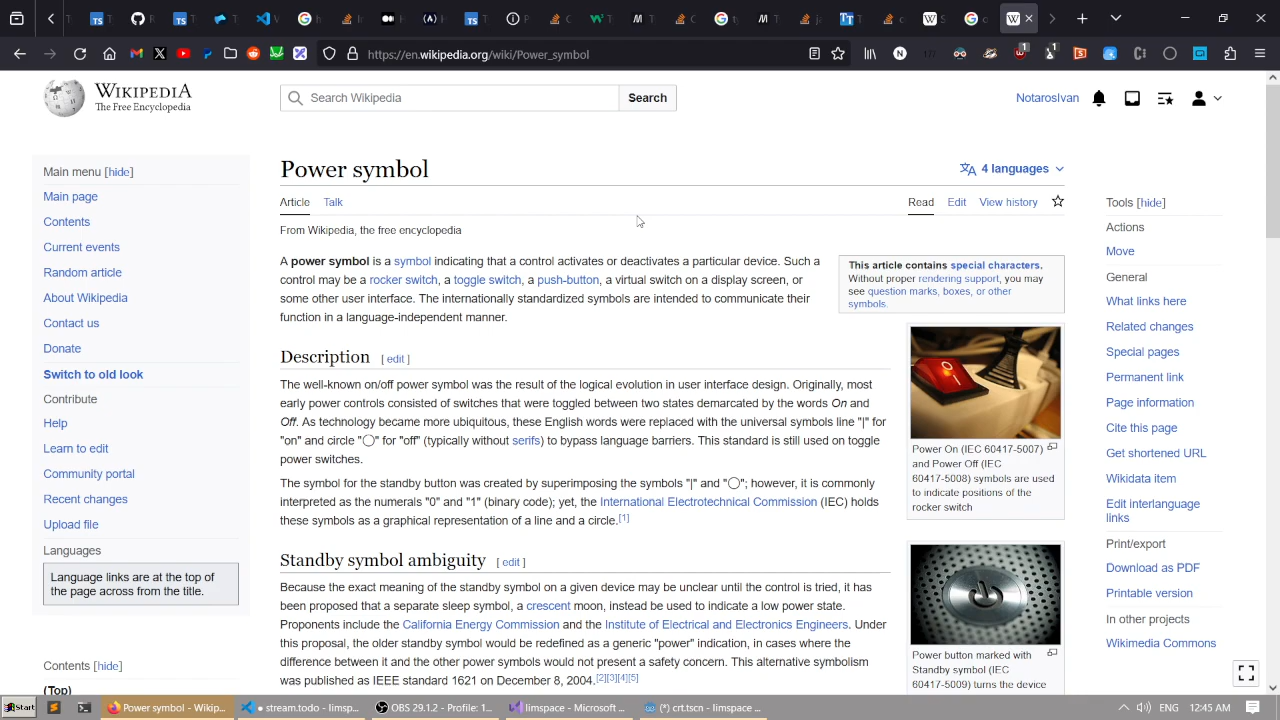 https://en.wikipedia.org/wiki/Power_symbol
WIKIPEDIA
The Free Encyclopedia
Search Wikipedia
Search
NotarosIvan
Main menu [hide]
Main page
Contents
Current events
Random article
About Wikipedia
Contact us
Donate
Switch to old look
Contribute
Help
Learn to edit
Community portal
Recent changes
Upload file
Languages
Language links are at the top of
the page across from the title.
Contents [hide]
(Top)
Power symbol
4 languages
Article Talk
Read Edit View history
From Wikipedia, the free encyclopedia
A power symbol is a symbol indicating that a control activates or deactivates a particular device. Such a
control may be a rocker switch, a toggle switch, a push-button, a virtual switch on a display screen, or
some other user interface. The internationally standardized symbols are intended to communicate their
function in a language-independent manner.
This article contains special characters.
Without proper rendering support, you may
see question marks, boxes, or other
symbols.
Description [ edit ]
The well-known on/off power symbol was the result of the logical evolution in user interface design. Originally, most
early power controls consisted of switches that were toggled between two states demarcated by the words On and
Off. As technology became more ubiquitous, these English words were replaced with the universal symbols line "|" for
"on" and circle "◯" for "off" (typically without serifs) to bypass language barriers. This standard is still used on toggle
power switches.
The symbol for the standby button was created by superimposing the symbols "|" and "◯"; however, it is commonly
interpreted as the numerals "0" and "1" (binary code); yet, the International Electrotechnical Commission (IEC) holds
these symbols as a graphical representation of a line and a circle.[1]
Power On (IEC 60417-5007)
and Power Off (IEC
60417-5008) symbols are used
to indicate positions of the
rocker switch
Standby symbol ambiguity [ edit ]
Because the exact meaning of the standby symbol on a given device may be unclear until the control is tried, it has
been proposed that a separate sleep symbol, a crescent moon, instead be used to indicate a low power state.
Proponents include the California Energy Commission and the Institute of Electrical and Electronics Engineers. Under
this proposal, the older standby symbol would be redefined as a generic "power" indication, in cases where the
difference between it and the other power symbols would not present a safety concern. This alternative symbolism
was published as IEEE standard 1621 on December 8, 2004.[2][3][4][5]
Power button marked with
Standby symbol (IEC
60417-5009) turns the device
Tools [hide]
Actions
Move
General
What links here
Related changes
Special pages
Permanent link
Page information
Cite this page
Get shortened URL
Wikidata item
Edit interlanguage
links
Print/export
Download as PDF
Printable version
In other projects
Wikimedia Commons
Start
Power symbol - Wikip...
● stream.todo - limsp...
OBS 29.1.2 - Profile: 1...
limspace - Microsoft ...
(*) crt.tscn - limspace ...
ENG
12:45 AM